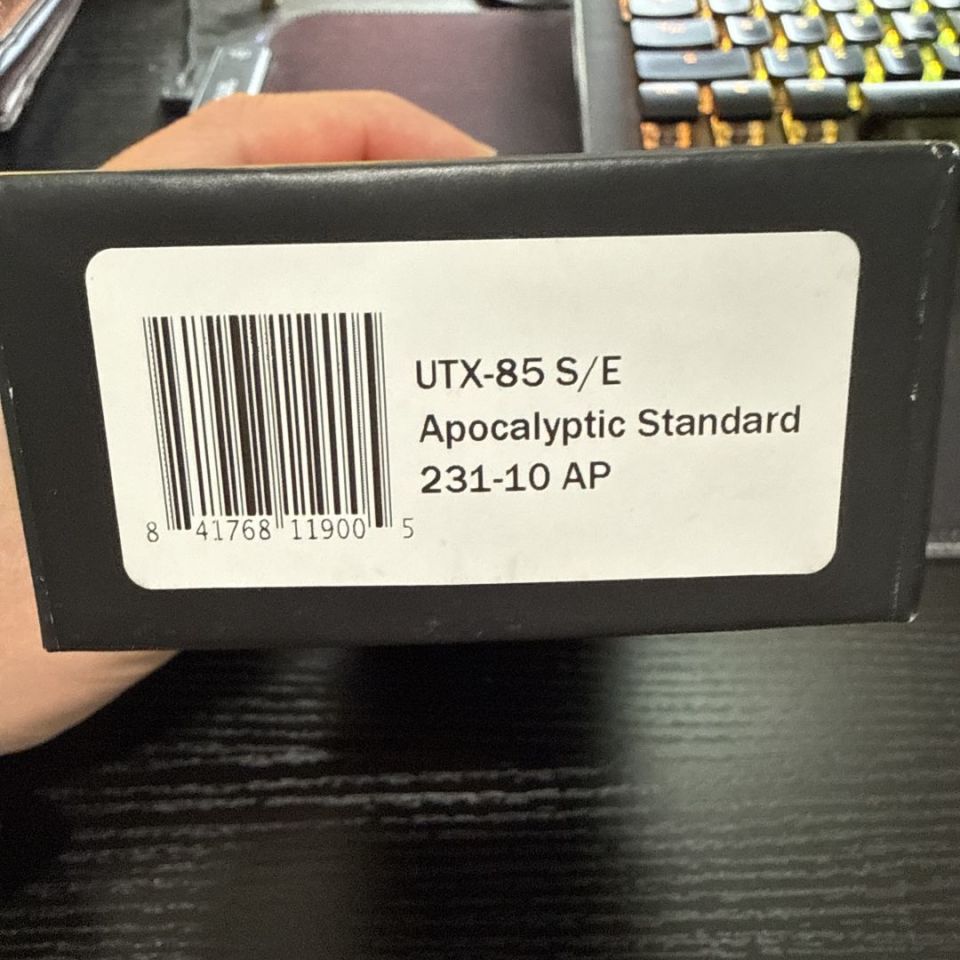 UTX-85 S/E
Apocalyptic Standard
231-10 AP
8 41768 11900 5